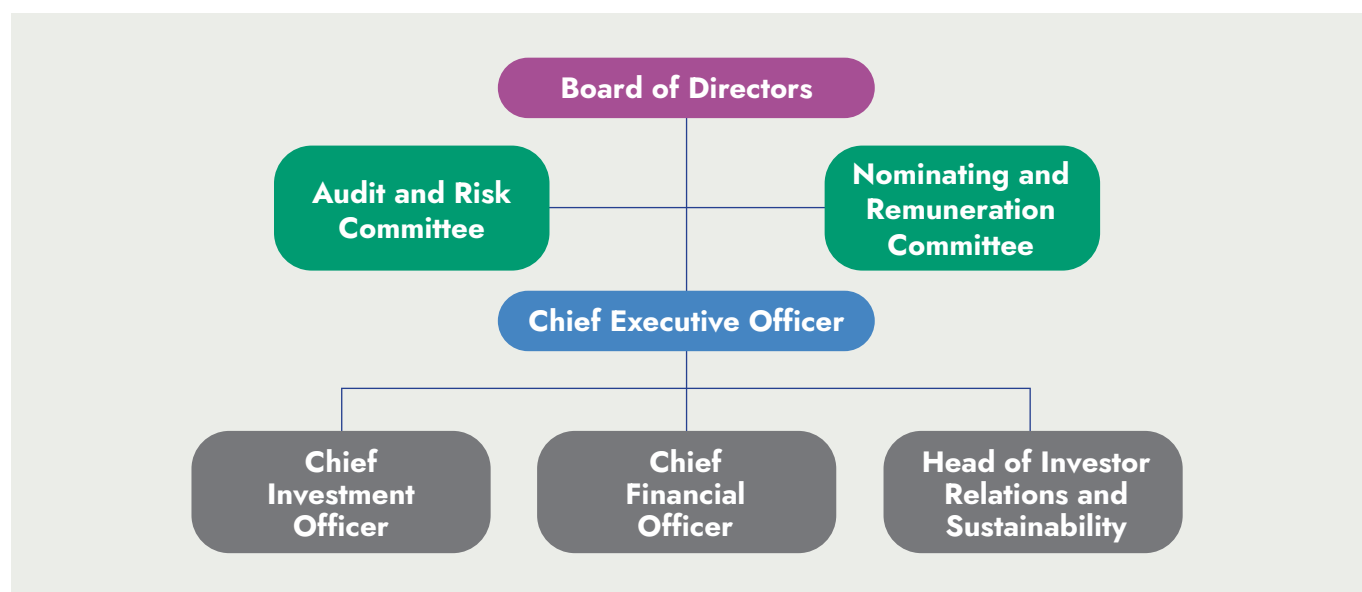 Board of Directors
Audit and Risk
Committee
Nominating and
Remuneration
Committee
Chief Executive Officer
Chief
Investment
Officer
Chief
Financial
Officer
Head of Investor
Relations and
Sustainability